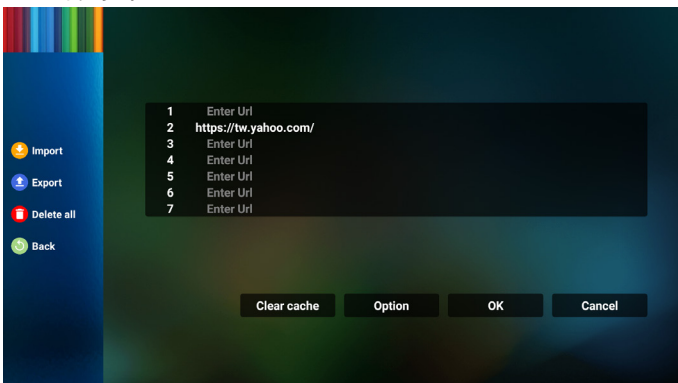 Import
Export
Delete all
Back
1 Enter Url
2 https://tw.yahoo.com/
3 Enter Url
4 Enter Url
5 Enter Url
6 Enter Url
7 Enter Url
Clear cache Option OK Cancel